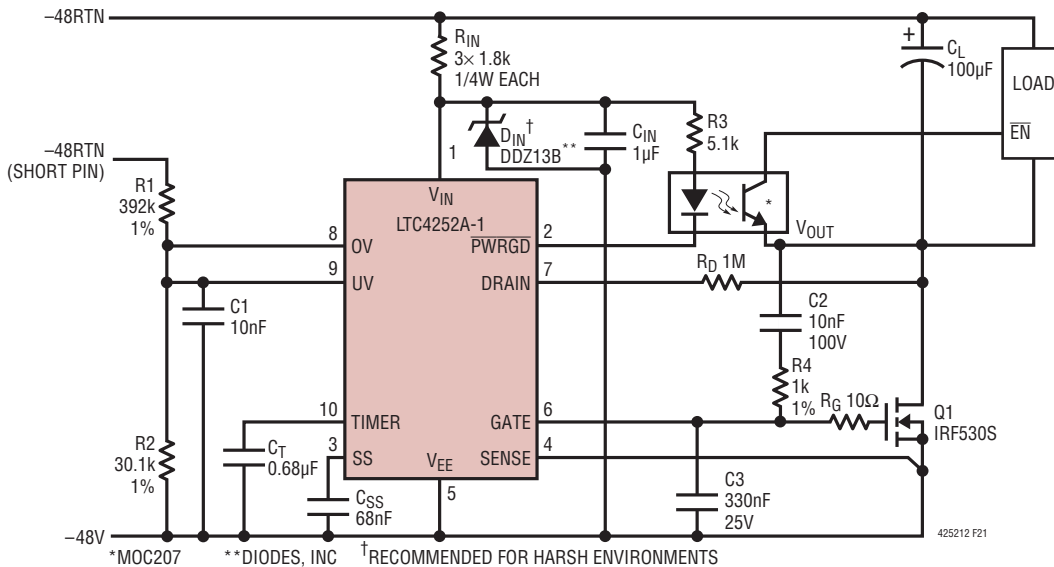 −48RTN
RIN
3× 1.8k
1/4W EACH
+
CL
100µF
LOAD
EN
−48RTN
(SHORT PIN)
R1
392k
1%
1
DIN†
DDZ13B**
CIN
1µF
R3
5.1k
*
VOUT
VIN
LTC4252A-1
8
OV
PWRGD
2
9
UV
DRAIN
7
RD 1M
C1
10nF
C2
10nF
100V
R4
1k
1%
RG 10Ω
Q1
IRF530S
10
TIMER
GATE
6
3
SS
SENSE
4
VEE
5
R2
30.1k
1%
CT
0.68µF
CSS
68nF
C3
330nF
25V
−48V
425212 F21
*MOC207 **DIODES, INC †RECOMMENDED FOR HARSH ENVIRONMENTS